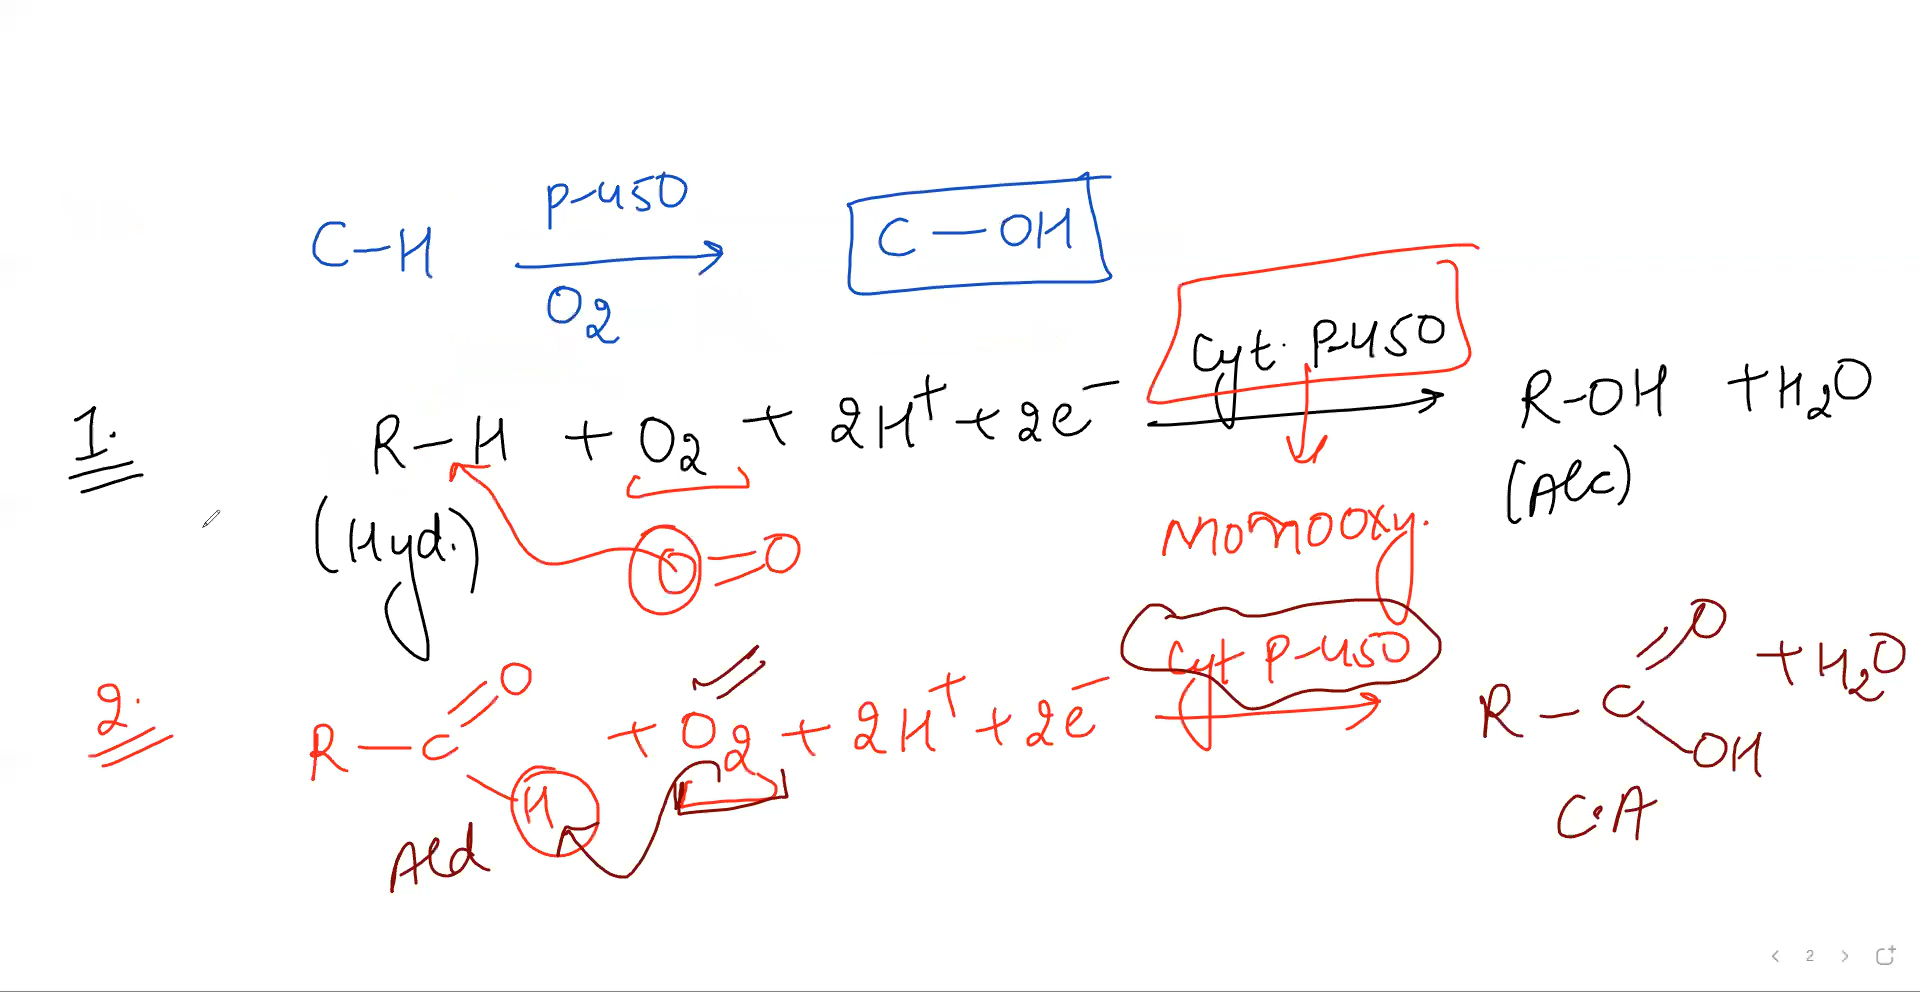 P-450
C-H → C-OH
O2
Cyt. P-450
1. R-H + O2 + 2H+ + 2e- → R-OH + H2O
(Hyd.) (Alc)
O=O
MonoOxy.
Cyt P-450
2. R-C=O H + O2 + 2H+ + 2e- → R-C=O OH + H2O
Ald C.A
2